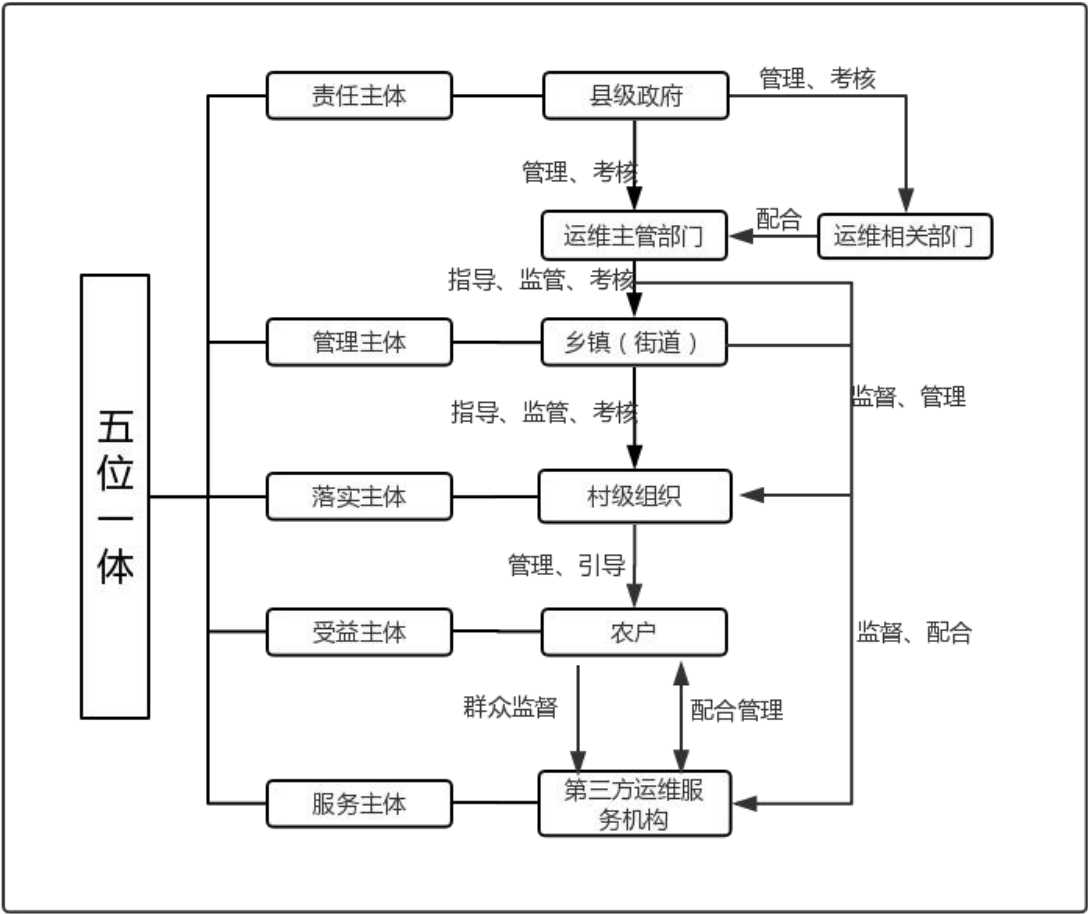 责任主体
县级政府
管理、考核
管理、考核
运维主管部门
配合
运维相关部门
指导、监管、考核
管理主体
乡镇（街道）
监督、管理
指导、监管、考核
五位一体
落实主体
村级组织
管理、引导
受益主体
农户
监督、配合
群众监督
配合管理
服务主体
第三方运维服
务机构